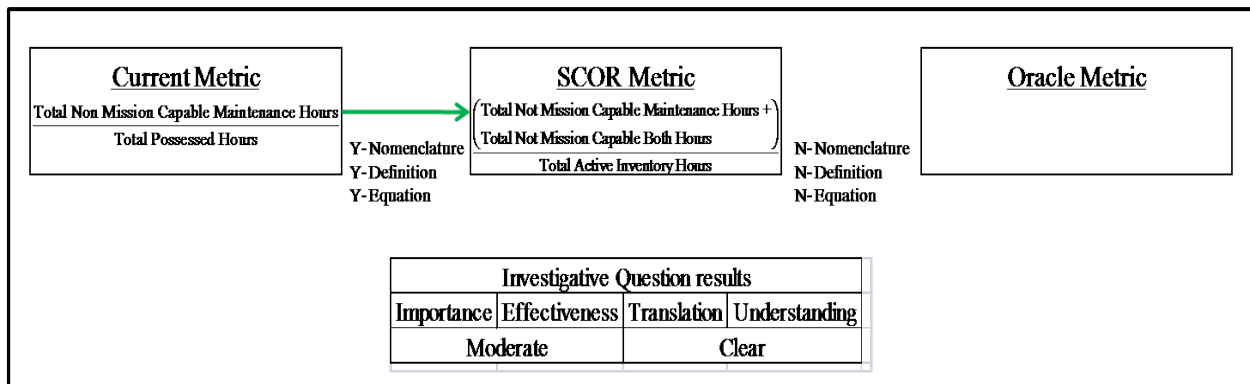 Current Metric
Total Non Mission Capable Maintenance Hours
Total Possessed Hours
Y-Nomenclature
Y-Definition
Y-Equation
SCOR Metric
(Total Not Mission Capable Maintenance Hours +
Total Not Mission Capable Both Hours)
Total Active Inventory Hours
N-Nomenclature
N-Definition
N-Equation
Oracle Metric
Investigative Question results
Importance Effectiveness Translation Understanding
Moderate Clear